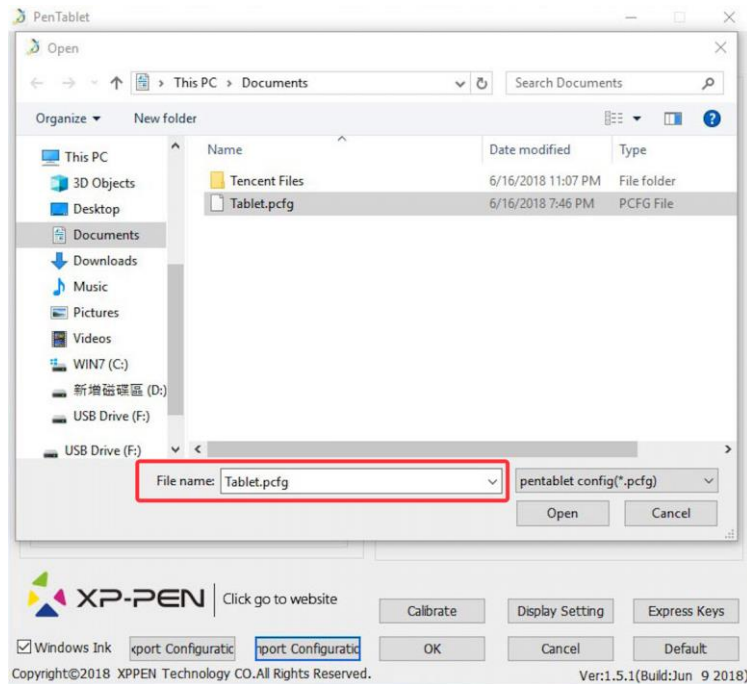 PenTablet
Open
This PC > Documents
Search Documents
Organize
New folder
Name
Date modified
Type
This PC
3D Objects
Desktop
Documents
Downloads
Music
Pictures
Videos
WIN7 (C:)
新增磁碟區 (D:)
USB Drive (F:)
USB Drive (F:)
Tencent Files 6/16/2018 11:07 PM File folder
Tablet.pcfg 6/16/2018 7:46 PM PCFG File
File name: Tablet.pcfg
pentablet config(*.pcfg)
Open
Cancel
XP-PEN
Click go to website
Calibrate
Display Setting
Express Keys
Windows Ink
xport Configuratic
nport Configuratic
OK
Cancel
Default
Copyright©2018 XPPEN Technology CO.All Rights Reserved.
Ver:1.5.1(Build:Jun 9 2018)